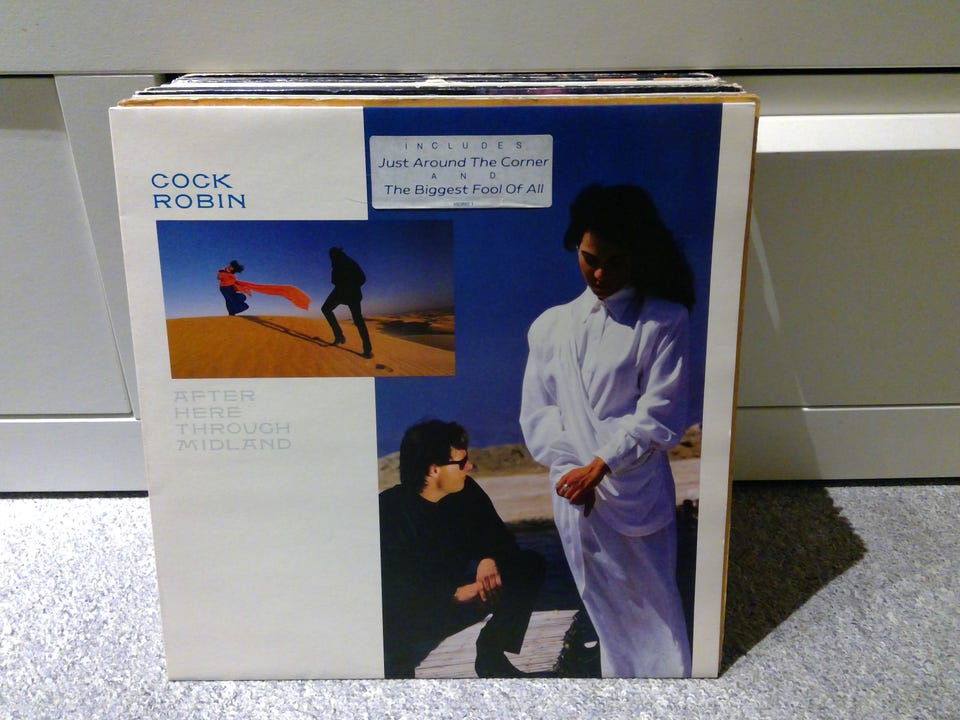 INCLUDES
Just Around The Corner
AND
The Biggest Fool Of All
COCK
ROBIN
AFTER
HERE
THROUGH
MIDLAND